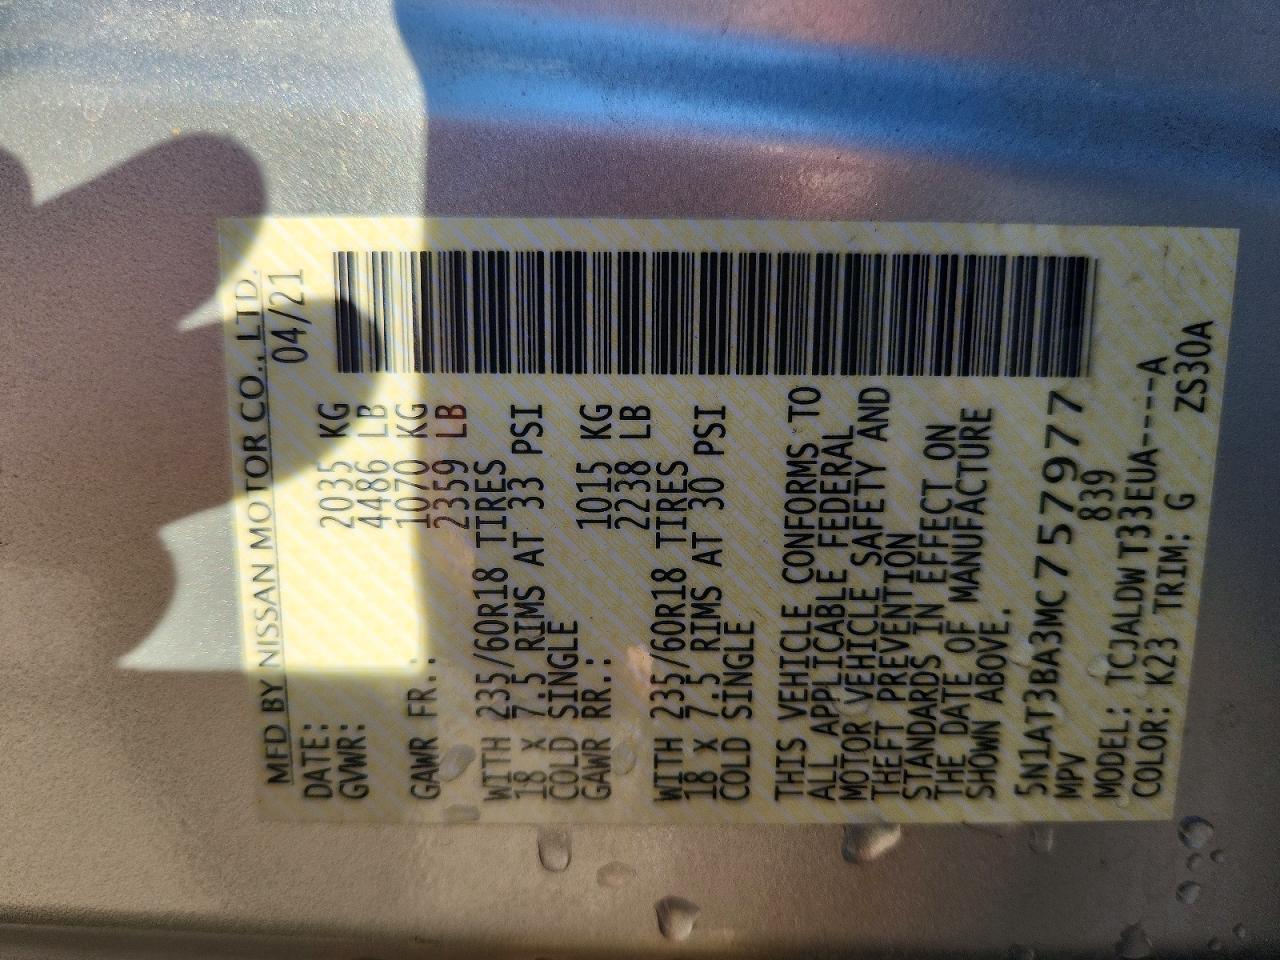 MFD BY NISSAN MOTOR CO., LTD.
DATE: 04/21
GVWR: 2035 KG
4486 LB
GAWR FR.: 1070 KG
2359 LB
WITH 235/60R18 TIRES
18 X 7.5 RIMS AT 33 PSI
COLD SINGLE
GAWR RR.: 1015 KG
2238 LB
WITH 235/60R18 TIRES
18 X 7.5 RIMS AT 30 PSI
COLD SINGLE
THIS VEHICLE CONFORMS TO
ALL APPLICABLE FEDERAL
MOTOR VEHICLE SAFETY AND
THEFT PREVENTION
STANDARDS IN EFFECT ON
THE DATE OF MANUFACTURE
SHOWN ABOVE.
5N1AT3BA3MC757977
MPV 839
MODEL: TCJALDW T33EUA----A
COLOR: K23 TRIM: G ZS30A